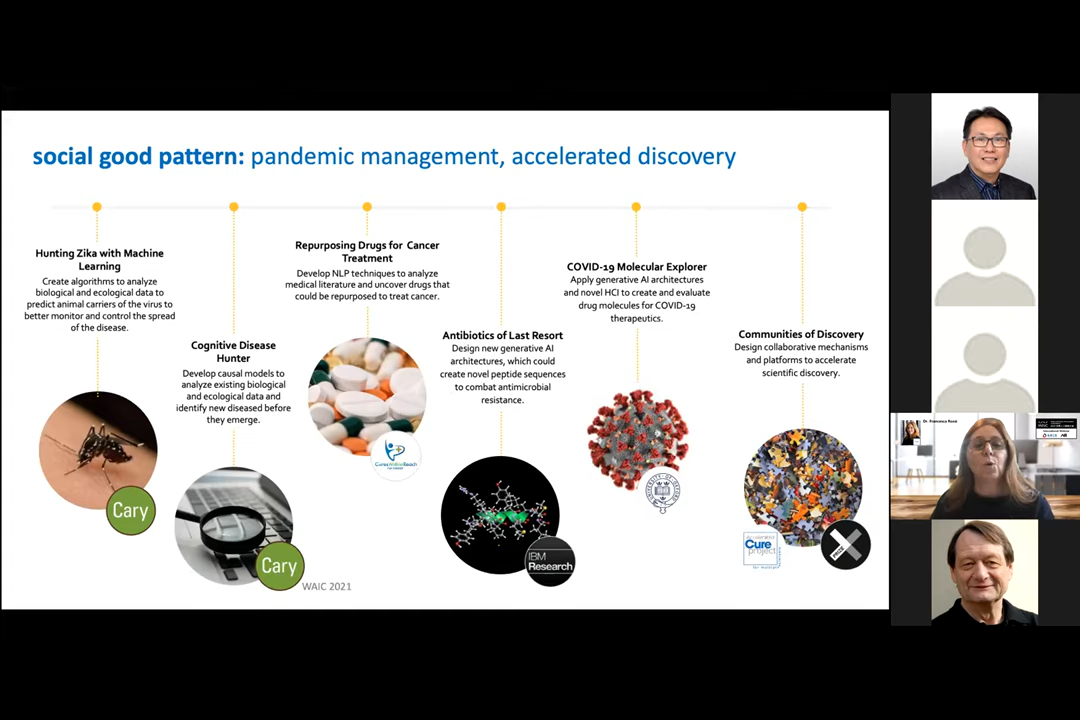 social good pattern: pandemic management, accelerated discovery
Hunting Zika with Machine
Learning
Create algorithms to analyze
biological and ecological data to
predict animal carriers of the virus to
better monitor and control the spread
of the disease.
Cary
Cognitive Disease
Hunter
Develop causal models to
analyze existing biological
and ecological data and
identify new diseased before
they emerge.
Cary
WAIC 2021
Repurposing Drugs for Cancer
Treatment
Develop NLP techniques to analyze
medical literature and uncover drugs that
could be repurposed to treat cancer.
Antibiotics of Last Resort
Design new generative AI
architectures, which could
create novel peptide sequences
to combat antimicrobial
resistance.
IBM
Research
COVID-19 Molecular Explorer
Apply generative AI architectures
and novel HCI to create and evaluate
drug molecules for COVID-19
therapeutics.
Communities of Discovery
Design collaborative mechanisms
and platforms to accelerate
scientific discovery.
Accelerated
Cure
project
X
PRIZE